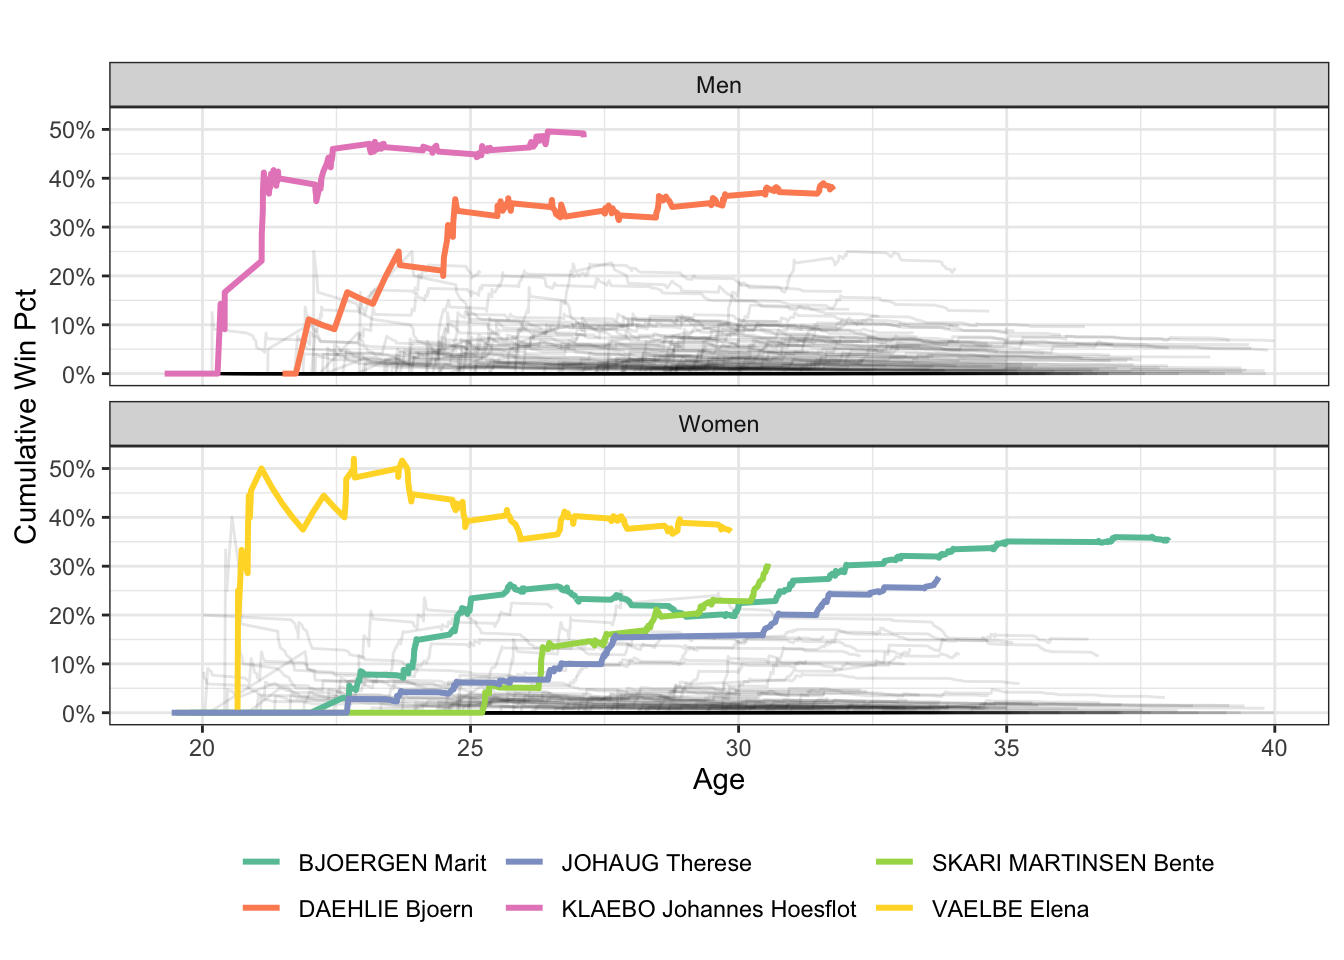 Men
50%
40%
30%
20%
10%
0%
Women
50%
40%
30%
20%
10%
0%
Cumulative Win Pct
20 25 30 35 40
Age
BJOERGEN Marit JOHAUG Therese SKARI MARTINSEN Bente
DAEHLIE Bjoern KLAEBO Johannes Hoesflot VAELBE Elena